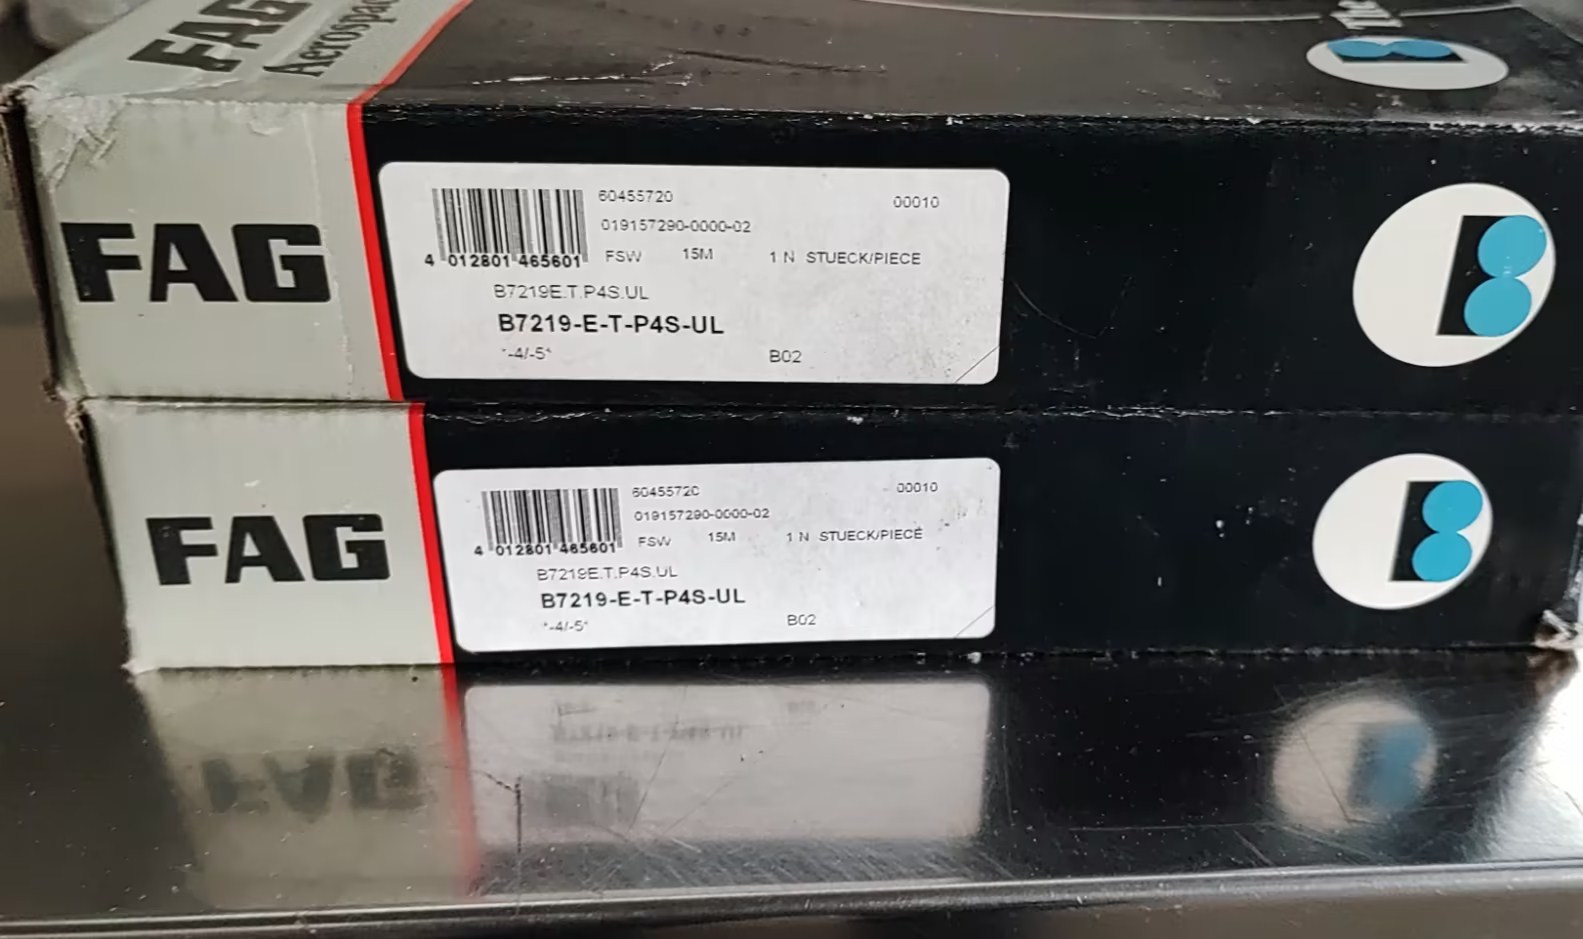 FAG
Aerospac
FAG
60455720
00010
019157290-0000-02
4 012801 465601
FSW 15M 1 N STUECK/PIECE
B7219E.T.P4S.UL
B7219-E-T-P4S-UL
*-4/-5*
B02
FAG
60455720
00010
019157290-0000-02
4 012801 465601
FSW 15M 1 N STUECK/PIECE
B7219E.T.P4S.UL
B7219-E-T-P4S-UL
*-4/-5*
B02